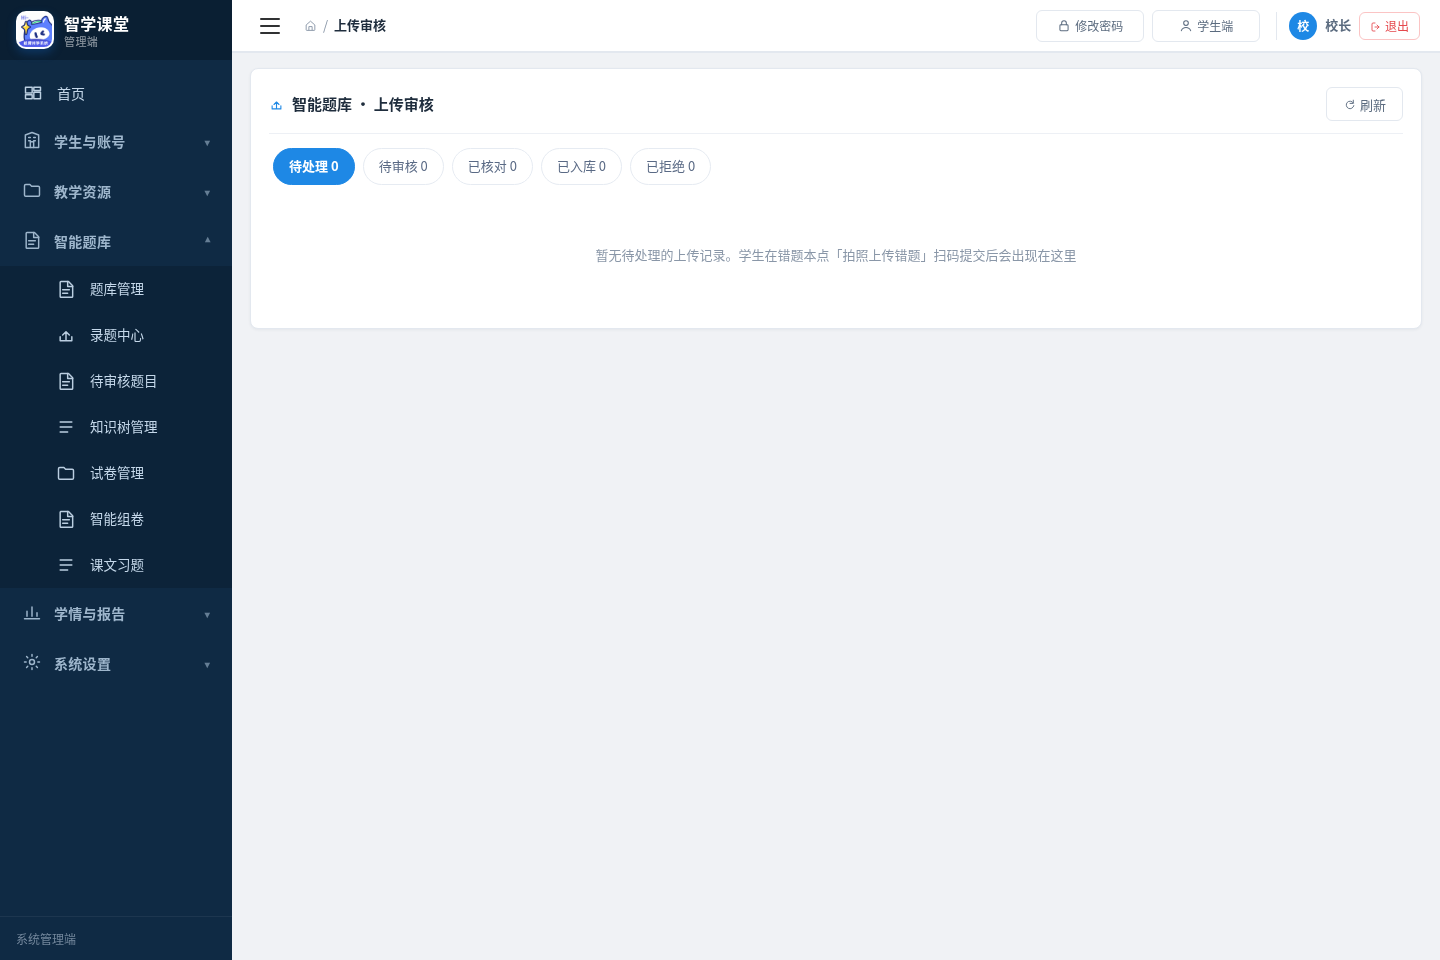 智学课堂
管理端
首页
学生与账号
教学资源
智能题库
题库管理
录题中心
待审核题目
知识树管理
试卷管理
智能组卷
课文习题
学情与报告
系统设置
系统管理端
/ 上传审核
修改密码
学生端
校 校长
退出
智能题库 · 上传审核
刷新
待处理 0
待审核 0
已核对 0
已入库 0
已拒绝 0
暂无待处理的上传记录。学生在错题本点「拍照上传错题」扫码提交后会出现在这里